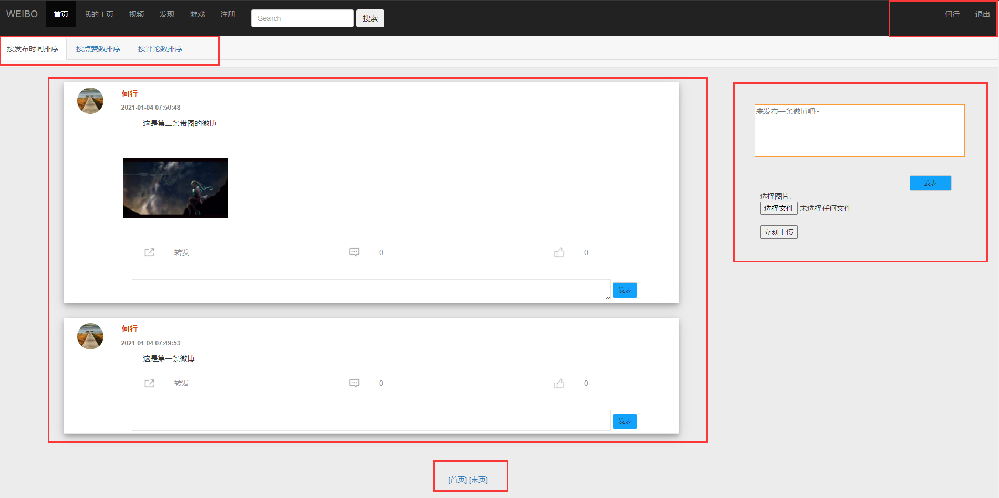 WEIBO 首页 我的主页 视频 发现 游戏 注册 Search 搜索 何行 退出
按发布时间排序 按点赞数排序 按评论数排序
何行
2021-01-04 07:50:48
这是第二条带图的微博
转发 0 0
发表
何行
2021-01-04 07:49:53
这是第一条微博
转发 0 0
发表
来发布一条微博吧~
发表
选择图片:
选择文件 未选择任何文件
立刻上传
[首页] [末页]